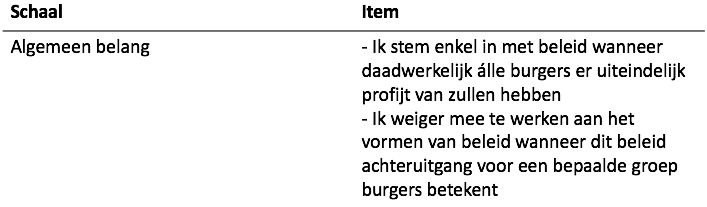 Schaal Item
Algemeen belang - Ik stem enkel in met beleid wanneer
daadwerkelijk álle burgers er uiteindelijk
profijt van zullen hebben
- Ik weiger mee te werken aan het
vormen van beleid wanneer dit beleid
achteruitgang voor een bepaalde groep
burgers betekent